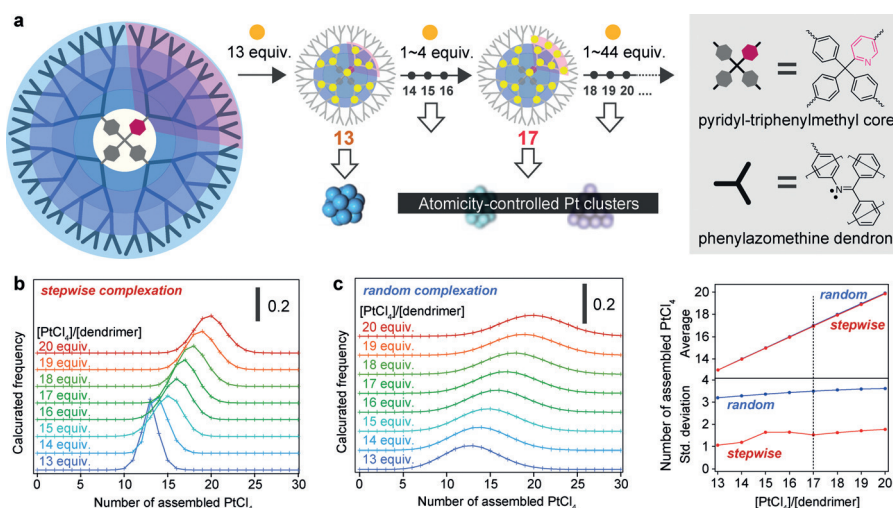 a
13 equiv.
1~4 equiv.
1~44 equiv.
14 15 16
18 19 20 ....
13
17
Atomicity-controlled Pt clusters
N
pyridyl-triphenylmethyl core
N
phenylazomethine dendron
b
stepwise complexation
0.2
[PtCl4]/[dendrimer]
20 equiv.
19 equiv.
18 equiv.
17 equiv.
16 equiv.
15 equiv.
14 equiv.
13 equiv.
Calcurated frequency
0 5 10 15 20 25 30
Number of assembled PtCl4
c
random complexation
0.2
20 equiv.
19 equiv.
18 equiv.
17 equiv.
16 equiv.
15 equiv.
14 equiv.
13 equiv.
Calcurated frequency
0 5 10 15 20 25 30
Number of assembled PtCl4
Number of assembled PtCl4
Average
Std. deviation
20
18
16
14
random
stepwise
4
3
2
1
0
random
stepwise
13 14 15 16 17 18 19 20
[PtCl4]/[dendrimer]